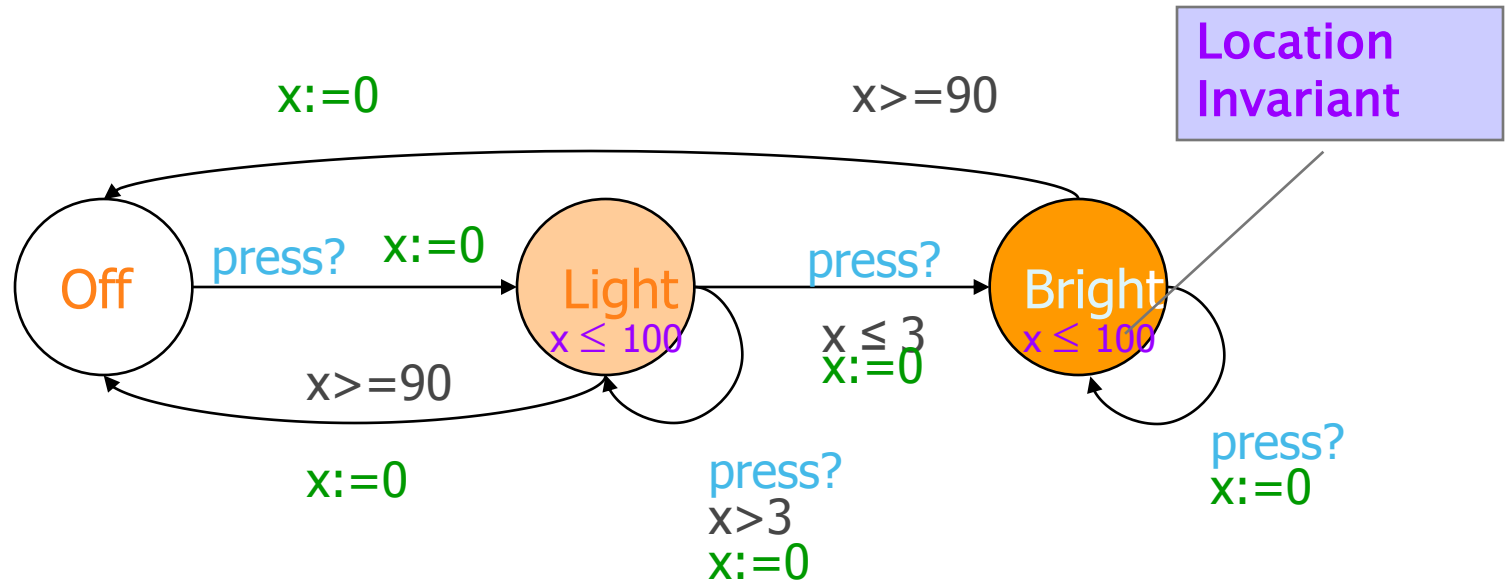 Location
Invariant
x:=0
x>=90
press?
x:=0
press?
Off
Light
x ≤ 100
Bright
x ≤ 100
x ≤ 3
x:=0
x>=90
x:=0
press?
x>3
x:=0
press?
x:=0